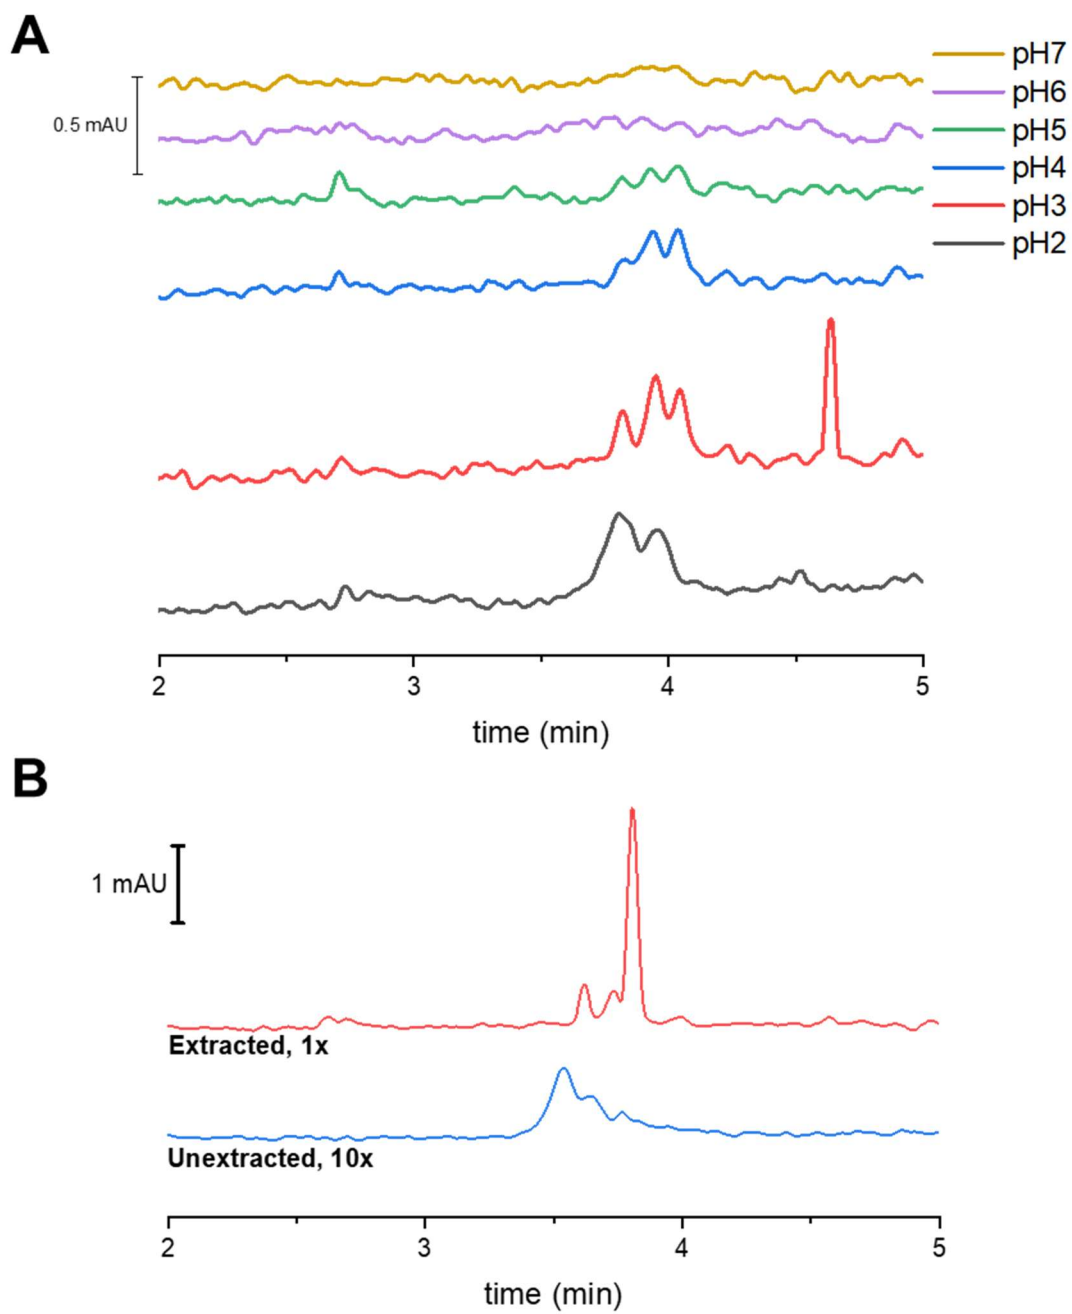 A
pH7
pH6
0.5 mAU
pH5
pH4
pH3
pH2
2 3 4 5
time (min)
B
1 mAU
Extracted, 1x
Unextracted, 10x
2 3 4 5
time (min)